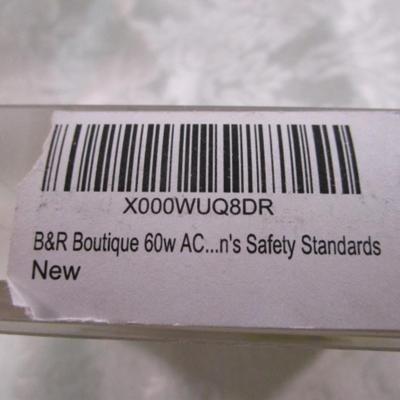 X000WUQ8DR
B&R Boutique 60w AC...n's Safety Standards
New